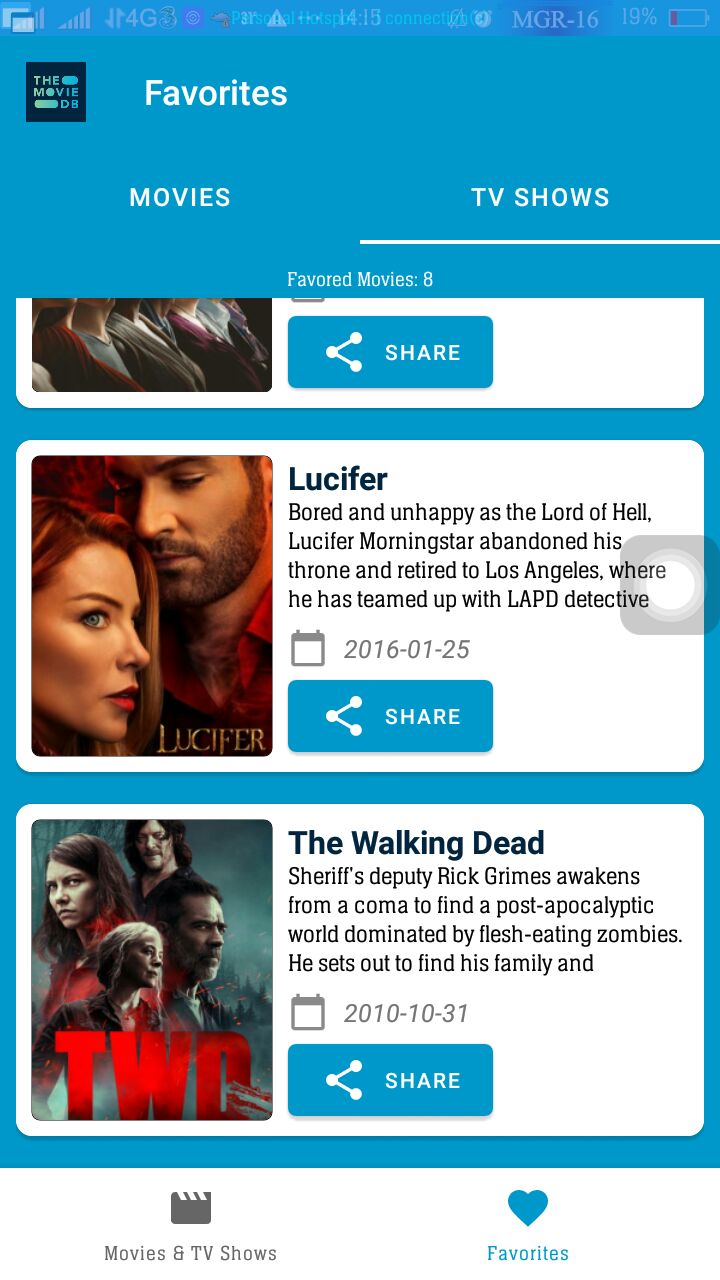 4G 3 Personal Hotspot: 1 connection(s) 14:15 MGR-16 19%
THE
MOVIE
DB
Favorites
MOVIES
TV SHOWS
Favored Movies: 8
SHARE
LUCIFER
Lucifer
Bored and unhappy as the Lord of Hell,
Lucifer Morningstar abandoned his
throne and retired to Los Angeles, where
he has teamed up with LAPD detective
2016-01-25
SHARE
TWD
The Walking Dead
Sheriff's deputy Rick Grimes awakens
from a coma to find a post-apocalyptic
world dominated by flesh-eating zombies.
He sets out to find his family and
2010-10-31
SHARE
Movies & TV Shows
Favorites